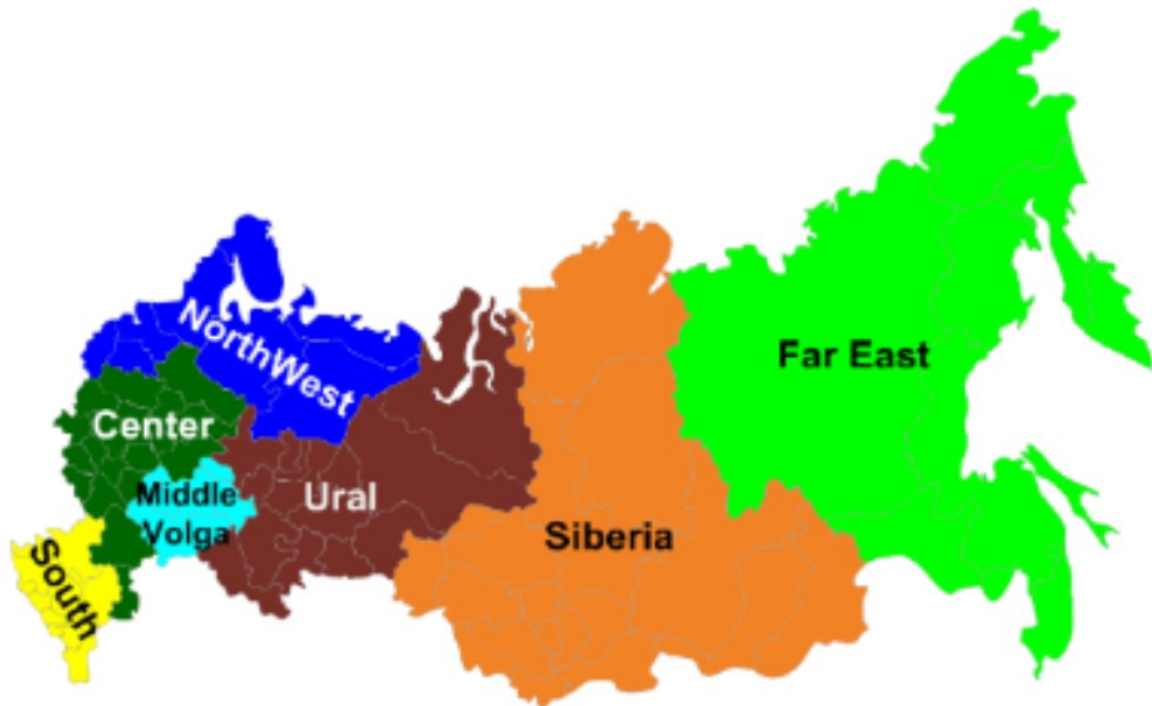 NorthWest
Far East
Center
Middle
Volga
Ural
Siberia
South